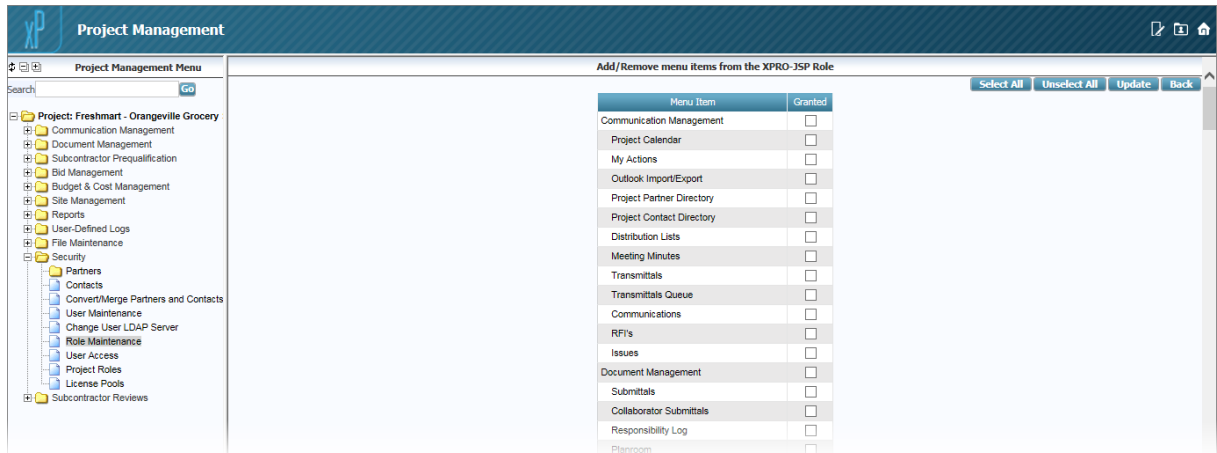 xP
Project Management
Project Management Menu
Search
Go
Project: Freshmart - Orangeville Grocery
Communication Management
Document Management
Subcontractor Prequalification
Bid Management
Budget & Cost Management
Site Management
Reports
User-Defined Logs
File Maintenance
Security
Partners
Contacts
Convert/Merge Partners and Contacts
User Maintenance
Change User LDAP Server
Role Maintenance
User Access
Project Roles
License Pools
Subcontractor Reviews
Add/Remove menu items from the XPRO-JSP Role
Select All Unselect All Update Back
Menu Item Granted
Communication Management
Project Calendar
My Actions
Outlook Import/Export
Project Partner Directory
Project Contact Directory
Distribution Lists
Meeting Minutes
Transmittals
Transmittals Queue
Communications
RFI's
Issues
Document Management
Submittals
Collaborator Submittals
Responsibility Log
Planroom